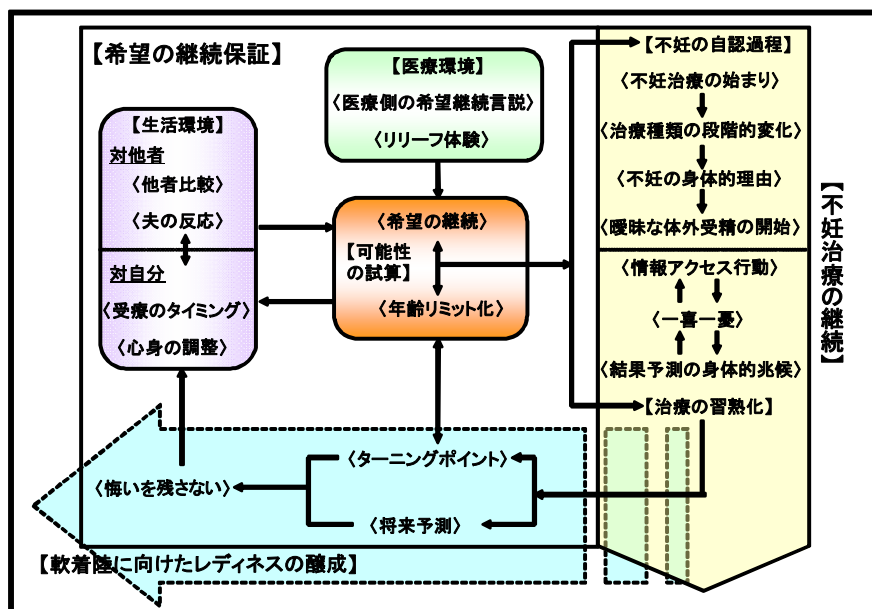 【希望の継続保証】
【医療環境】
〈医療側の希望継続言説〉
〈リリーフ体験〉
【生活環境】
対他者
〈他者比較〉
〈夫の反応〉
対自分
〈受療のタイミング〉
〈心身の調整〉
〈希望の継続〉
【可能性
の試算】
〈年齢リミット化〉
【不妊の自認過程】
〈不妊治療の始まり〉
〈治療種類の段階的変化〉
〈不妊の身体的理由〉
〈曖昧な体外受精の開始〉
〈情報アクセス行動〉
〈一喜一憂〉
〈結果予測の身体的兆候〉
【治療の習熟化】
【不妊治療の継続】
〈ターニングポイント〉
〈悔いを残さない〉
〈将来予測〉
【軟着陸に向けたレディネスの醸成】